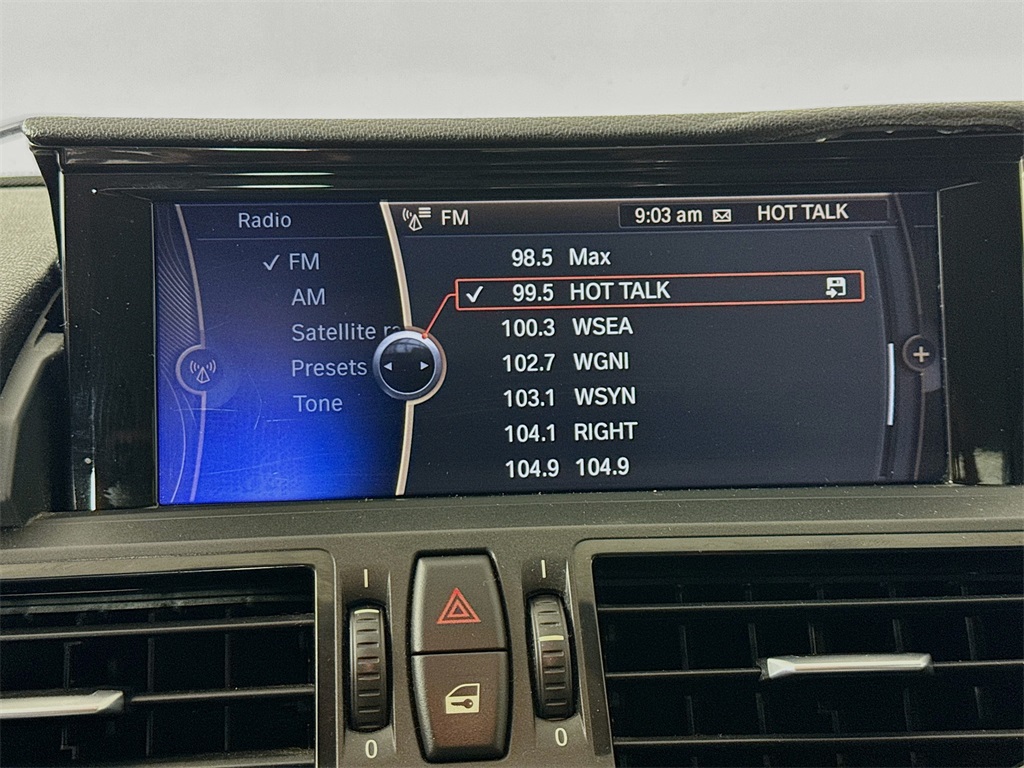 Radio
FM
AM
Satellite ra
Presets
Tone
FM
9:03 am HOT TALK
98.5 Max
99.5 HOT TALK
100.3 WSEA
102.7 WGNI
103.1 WSYN
104.1 RIGHT
104.9 104.9
+
I
I
0
0